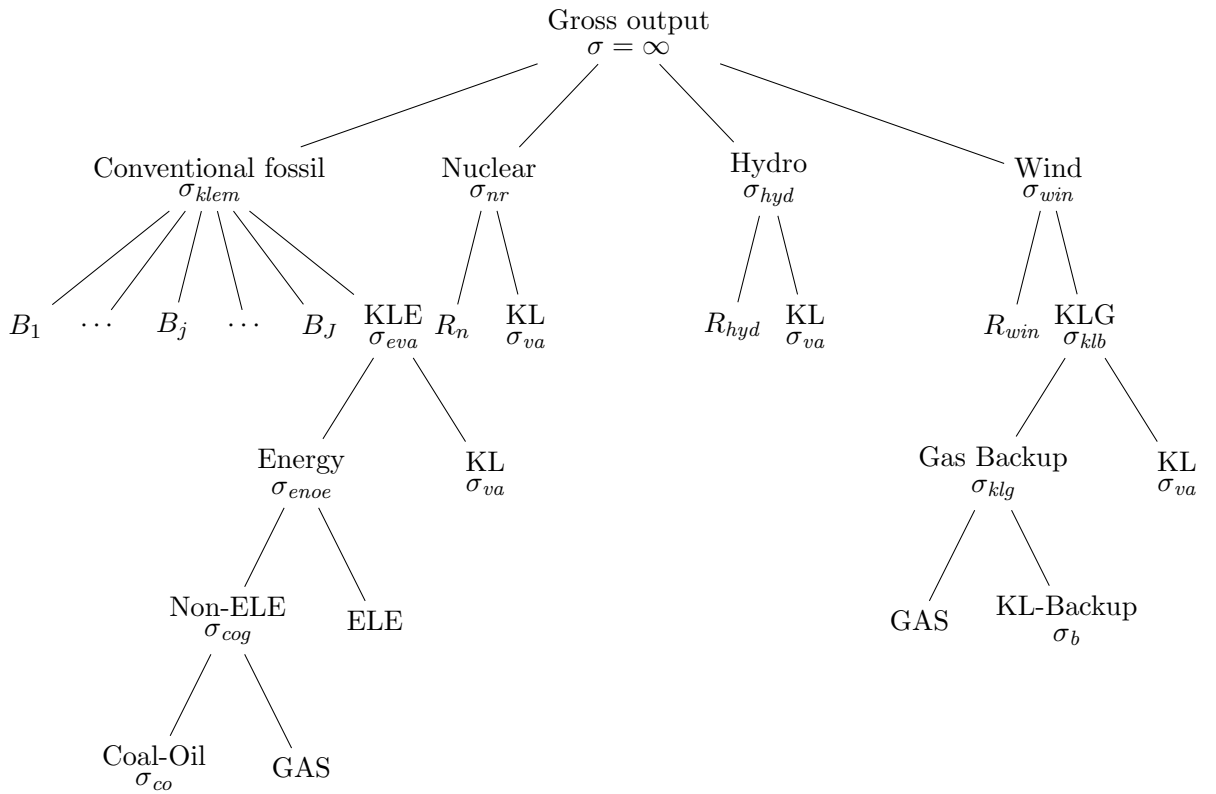 Gross output
σ = ∞
Conventional fossil
σ_klem
Nuclear
σ_nr
Hydro
σ_hyd
Wind
σ_win
B_1
⋯
B_j
⋯
B_J
KLE
σ_eva
R_n
KL
σ_va
R_hyd
KL
σ_va
R_win
KLG
σ_klb
Energy
σ_enoe
KL
σ_va
Gas Backup
σ_klg
KL
σ_va
Non-ELE
σ_cog
ELE
GAS
KL-Backup
σ_b
Coal-Oil
σ_co
GAS